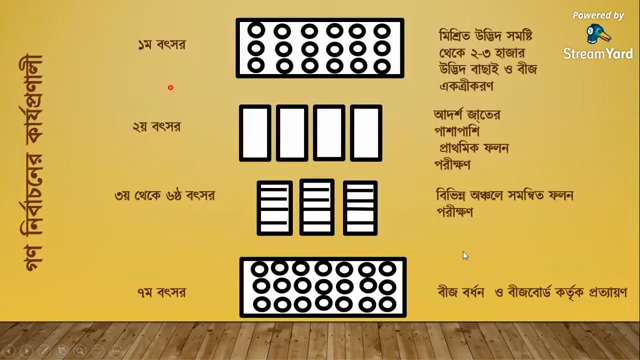 Powered by
StreamYard
গণ নির্বাচনের কার্যপ্রণালী
১ম বৎসর
মিশ্রিত উদ্ভিদ সমষ্টি
থেকে ২-৩ হাজার
উদ্ভিদ বাছাই ও বীজ
একত্রীকরণ
২য় বৎসর
আদর্শ জাতের
পাশাপাশি
প্রাথমিক ফলন
পরীক্ষণ
৩য় থেকে ৬ষ্ঠ বৎসর
বিভিন্ন অঞ্চলে সমন্বিত ফলন
পরীক্ষণ
৭ম বৎসর
বীজ বর্ধন ও বীজবোর্ড কর্তৃক প্রত্যায়ণ